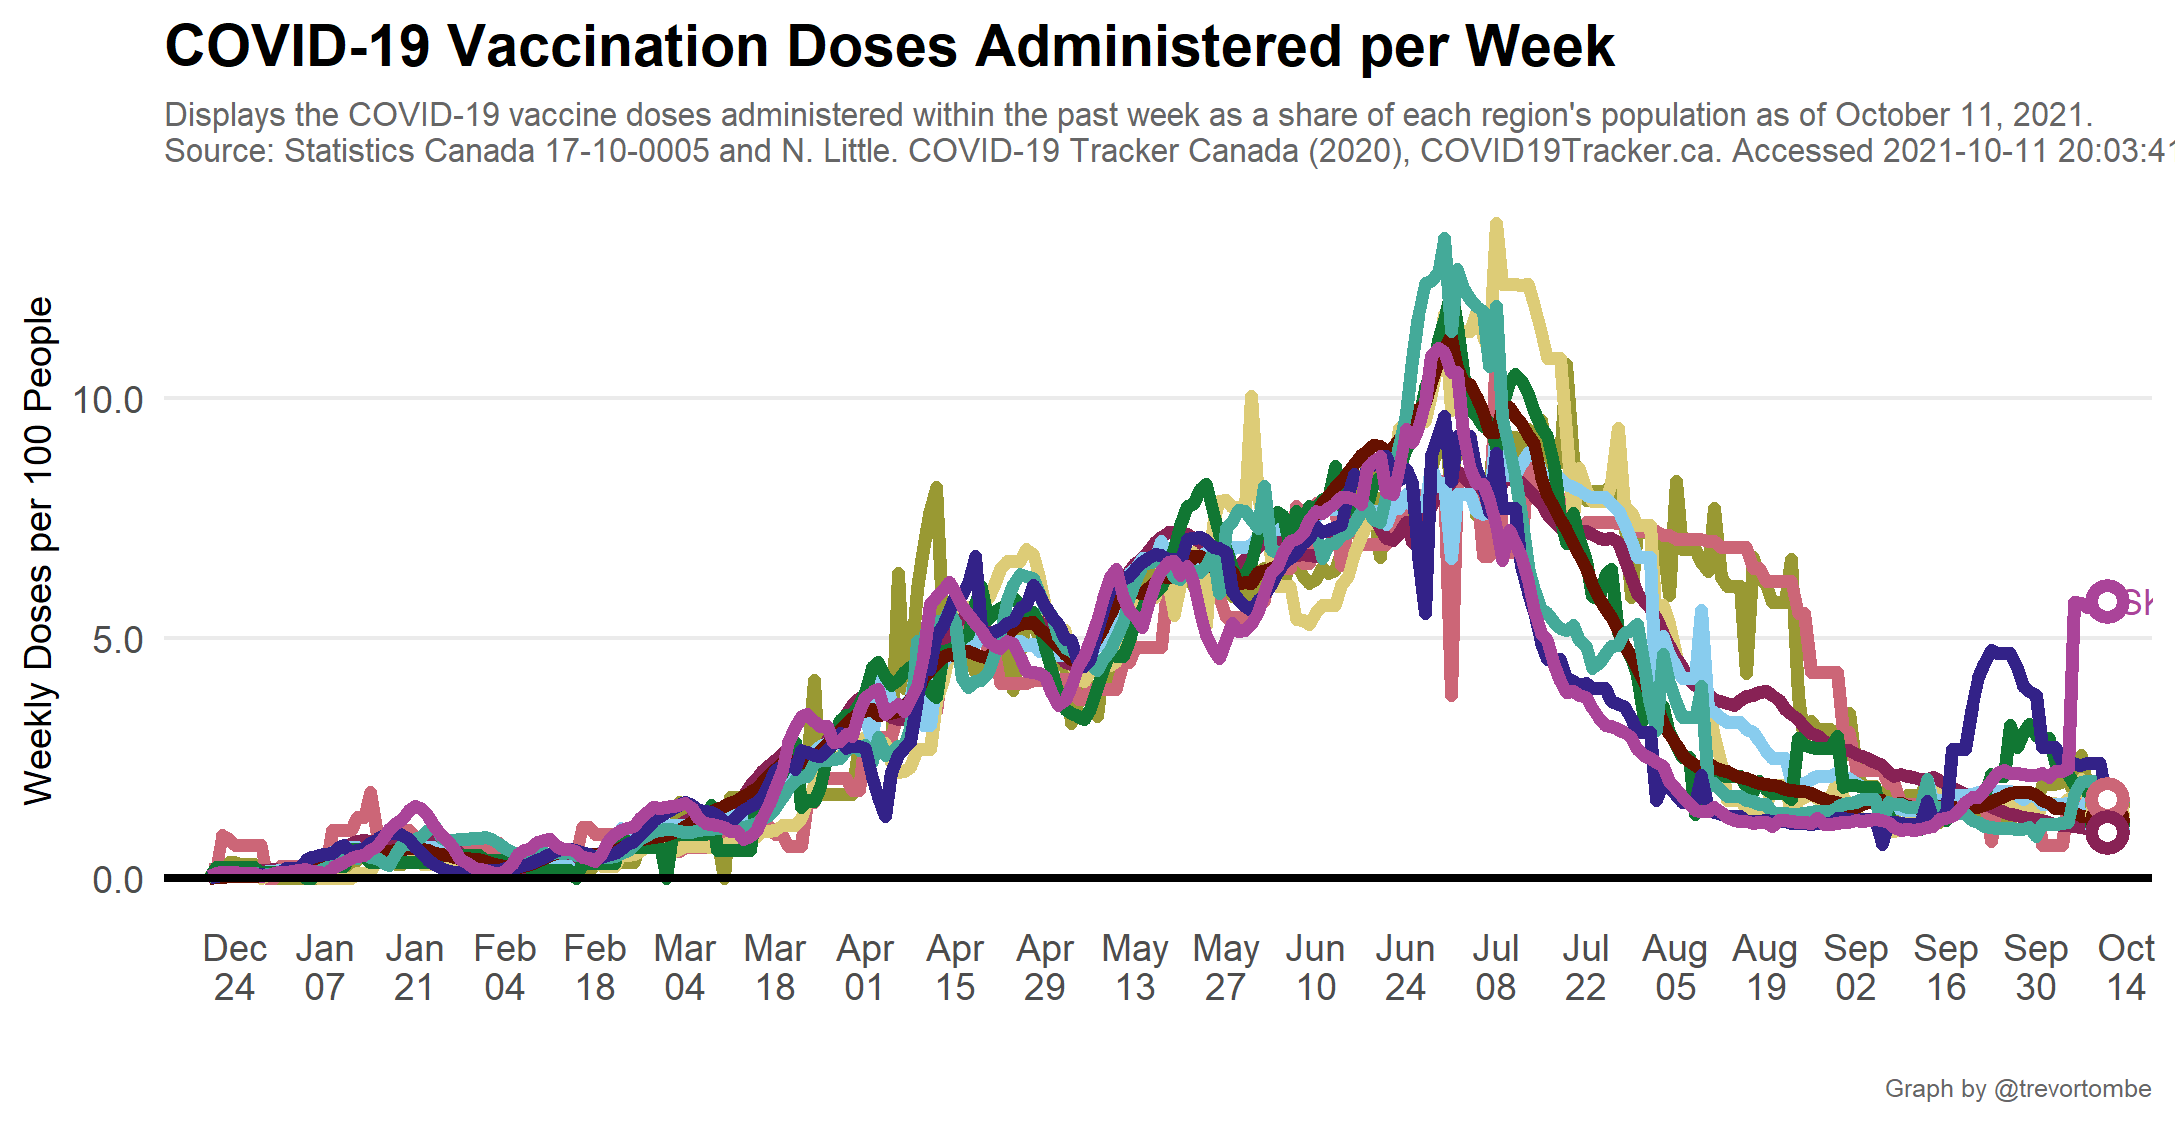 COVID-19 Vaccination Doses Administered per Week
Displays the COVID-19 vaccine doses administered within the past week as a share of each region's population as of October 11, 2021.
Source: Statistics Canada 17-10-0005 and N. Little. COVID-19 Tracker Canada (2020), COVID19Tracker.ca. Accessed 2021-10-11 20:03:41
Weekly Doses per 100 People
10.0
5.0
0.0
SK
Dec Jan Jan Feb Feb Mar Mar Apr Apr Apr May May Jun Jun Jul Jul Aug Aug Sep Sep Sep Oct
24 07 21 04 18 04 18 01 15 29 13 27 10 24 08 22 05 19 02 16 30 14
Graph by @trevortombe